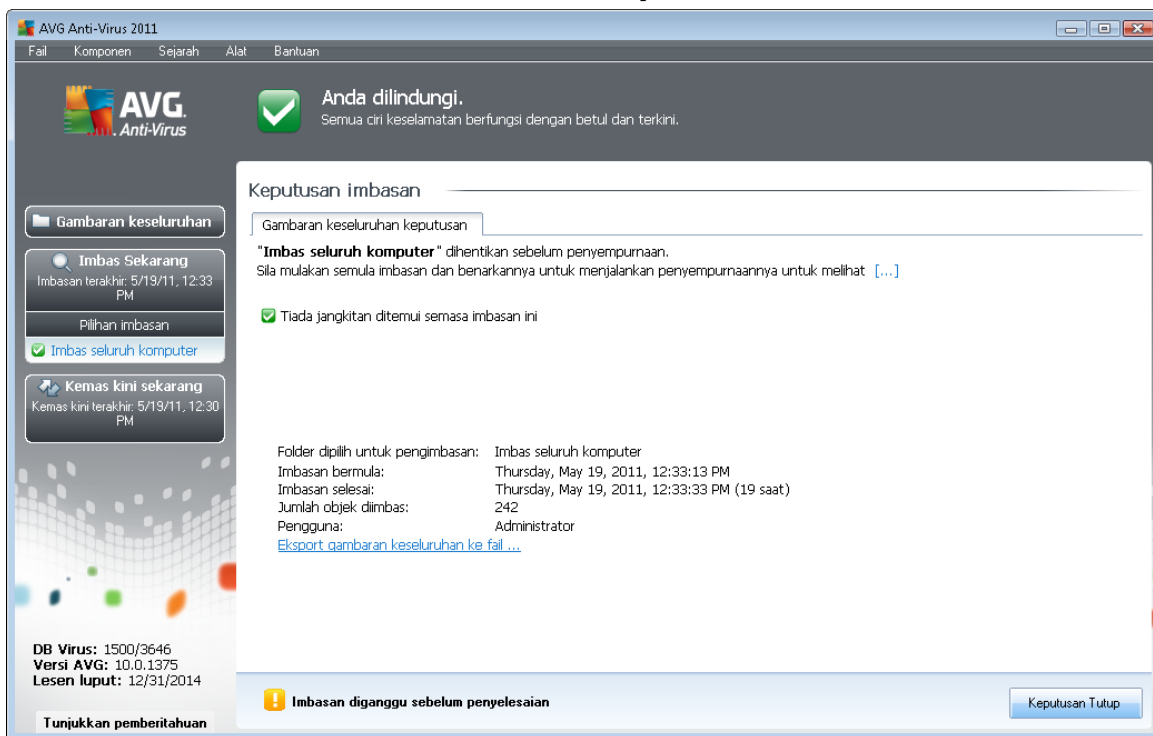 AVG Anti-Virus 2011
Fail Komponen Sejarah Alat Bantuan
AVG.
Anti-Virus
Anda dilindungi.
Semua ciri keselamatan berfungsi dengan betul dan terkini.
Gambaran keseluruhan
Imbas Sekarang
Imbasan terakhir: 5/19/11, 12:33
PM
Pilihan imbasan
Imbas seluruh komputer
Kemas kini sekarang
Kemas kini terakhir: 5/19/11, 12:30
PM
DB Virus: 1500/3646
Versi AVG: 10.0.1375
Lesen luput: 12/31/2014
Tunjukkan pemberitahuan
Keputusan imbasan
Gambaran keseluruhan keputusan
"Imbas seluruh komputer" dihentikan sebelum penyempurnaan.
Sila mulakan semula imbasan dan benarkannya untuk menjalankan penyempurnaannya untuk melihat [...]
Tiada jangkitan ditemui semasa imbasan ini
Folder dipilih untuk pengimbasan: Imbas seluruh komputer
Imbasan bermula: Thursday, May 19, 2011, 12:33:13 PM
Imbasan selesai: Thursday, May 19, 2011, 12:33:33 PM (19 saat)
Jumlah objek diimbas: 242
Pengguna: Administrator
Eksport gambaran keseluruhan ke fail ...
Imbasan diganggu sebelum penyelesaian
Keputusan Tutup